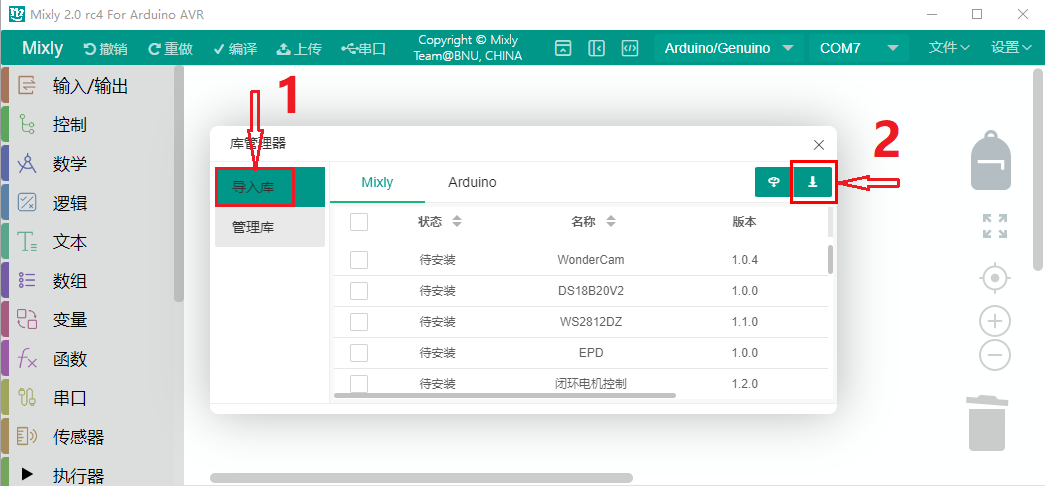 Mixly 2.0 rc4 For Arduino AVR
Mixly 撤销 重做 编译 上传 串口 Copyright © Mixly Team@BNU, CHINA Arduino/Genuino COM7 文件 设置
输入/输出
控制
数学
逻辑
文本
数组
变量
函数
串口
传感器
执行器
1
2
库管理器
导入库
管理库
Mixly Arduino
状态 名称 版本
待安装 WonderCam 1.0.4
待安装 DS18B20V2 1.0.0
待安装 WS2812DZ 1.1.0
待安装 EPD 1.0.0
待安装 闭环电机控制 1.2.0